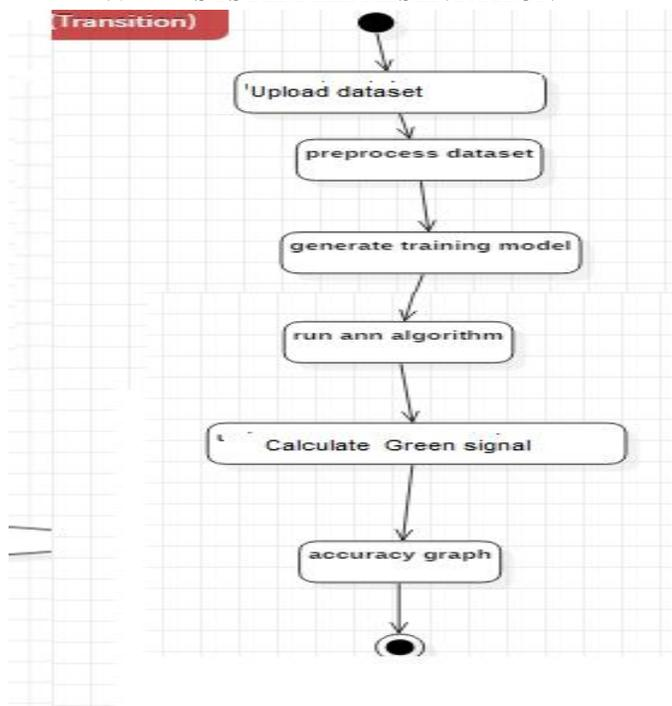 (Transition)
Upload dataset
preprocess dataset
generate training model
run ann algorithm
Calculate Green signal
accuracy graph